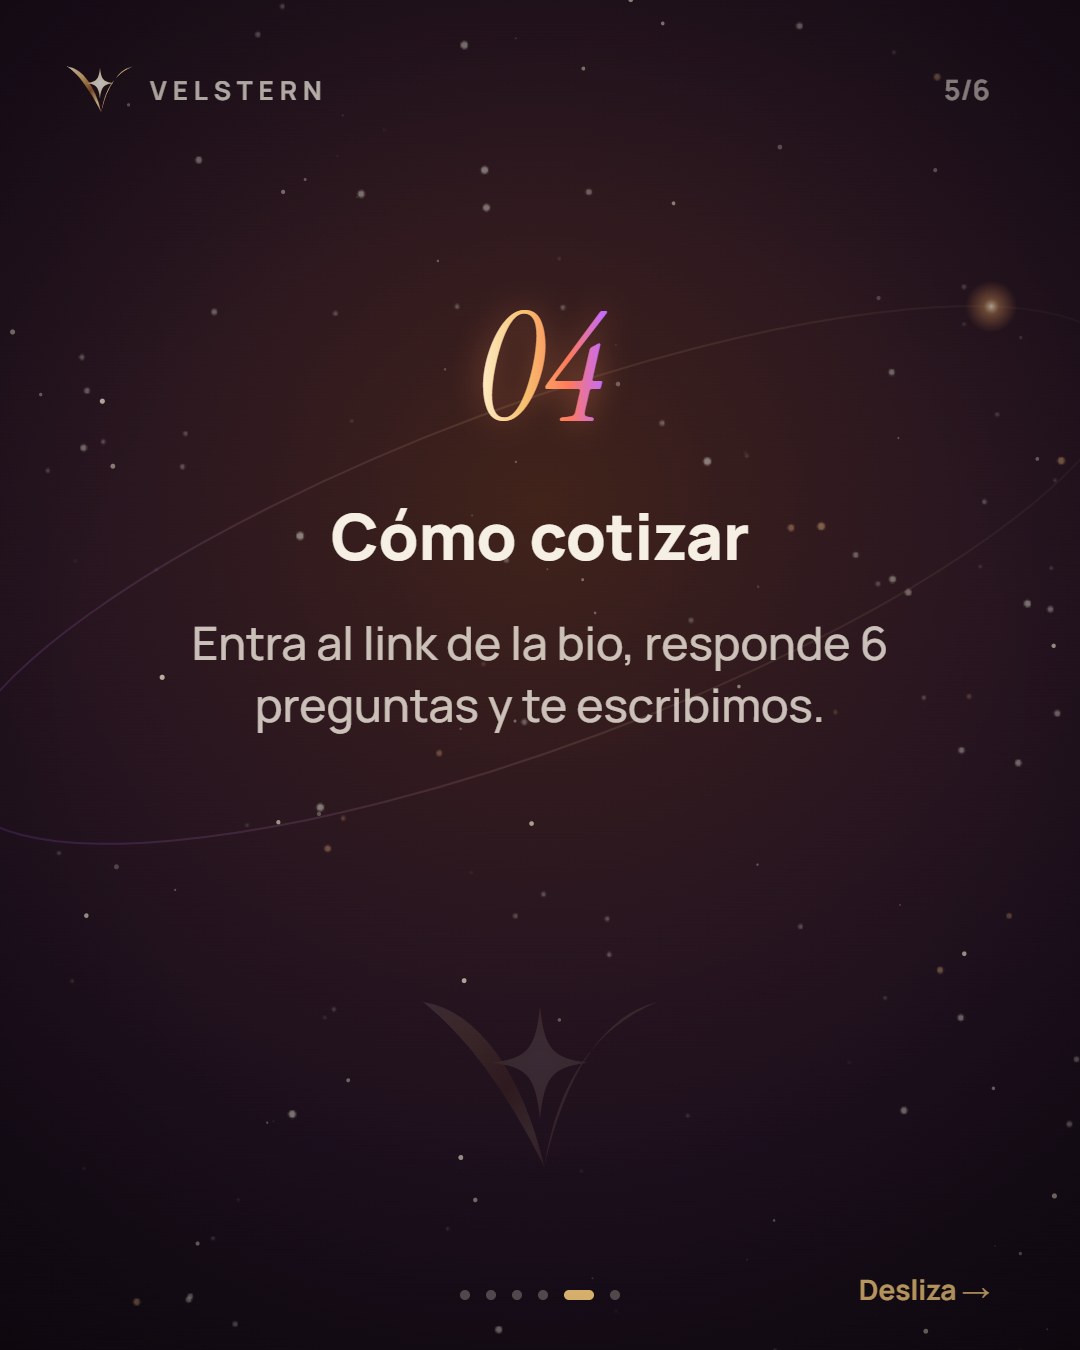 VELSTERN
5/6
04
Cómo cotizar
Entra al link de la bio, responde 6
preguntas y te escribimos.
Desliza →